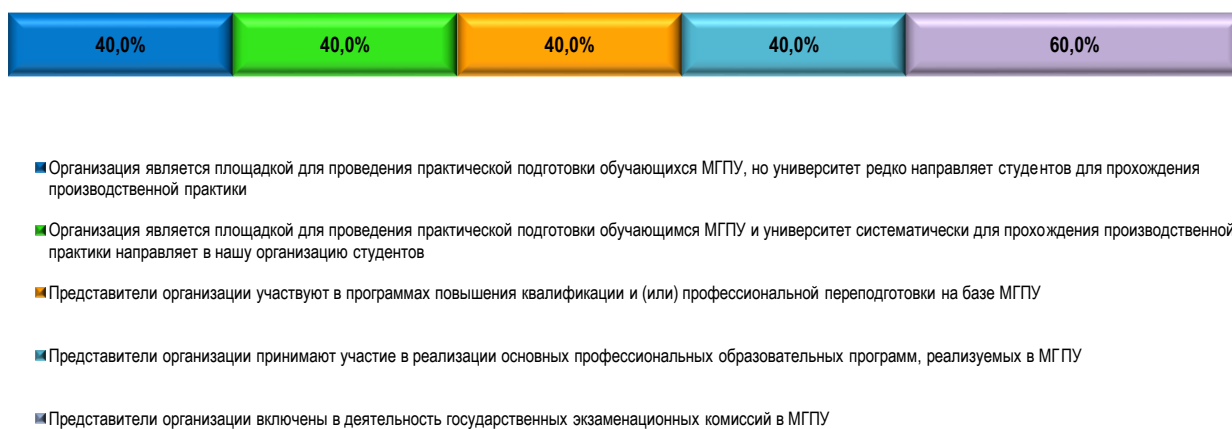 40,0% 40,0% 40,0% 40,0% 60,0%
Организация является площадкой для проведения практической подготовки обучающихся МГПУ, но университет редко направляет студентов для прохождения
производственной практики
Организация является площадкой для проведения практической подготовки обучающимся МГПУ и университет систематически для прохождения производственной
практики направляет в нашу организацию студентов
Представители организации участвуют в программах повышения квалификации и (или) профессиональной переподготовки на базе МГПУ
Представители организации принимают участие в реализации основных профессиональных образовательных программ, реализуемых в МГПУ
Представители организации включены в деятельность государственных экзаменационных комиссий в МГПУ